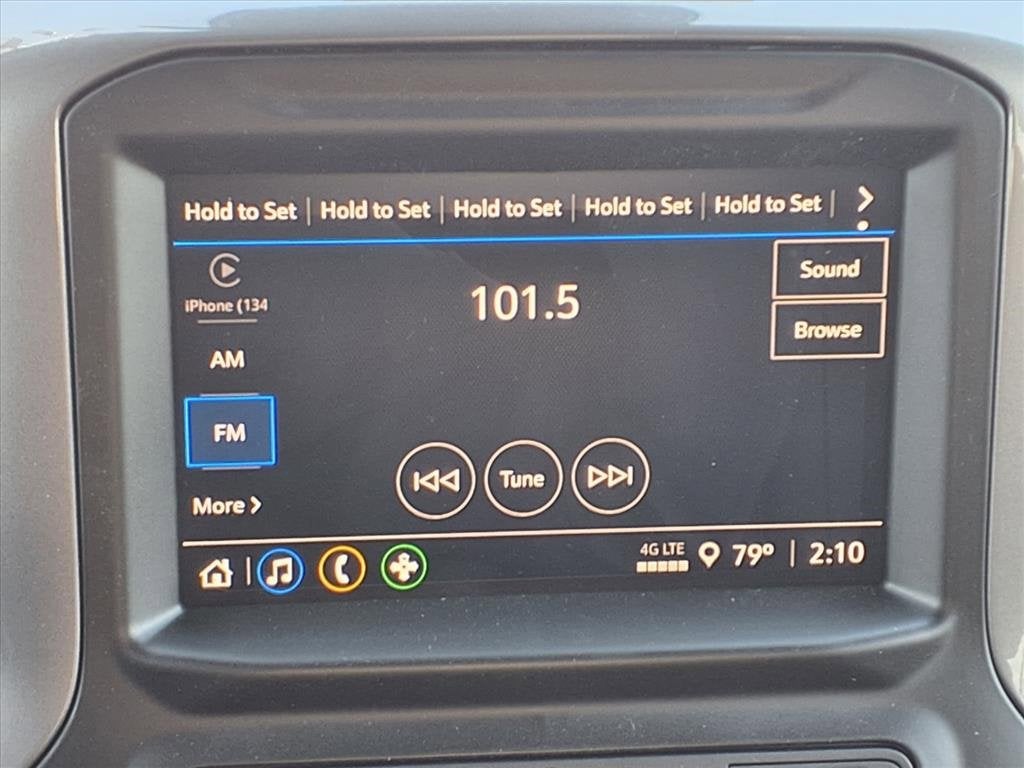 Hold to Set | Hold to Set | Hold to Set | Hold to Set | Hold to Set |
iPhone (134
101.5
Sound
Browse
AM
FM
Tune
More
4G LTE
79° | 2:10